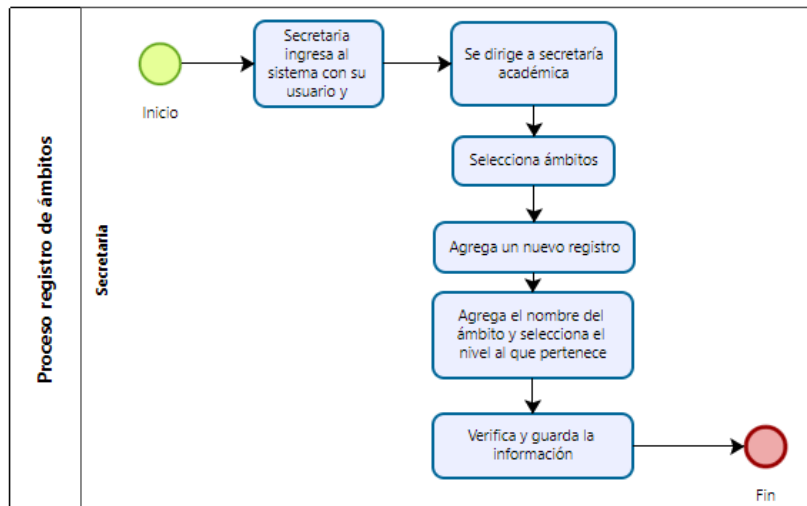 Proceso registro de ámbitos
Secretaria
Inicio
Secretaria
ingresa al
sistema con su
usuario y
Se dirige a secretaría
académica
Selecciona ámbitos
Agrega un nuevo registro
Agrega el nombre del
ámbito y selecciona el
nivel al que pertenece
Verifica y guarda la
información
Fin